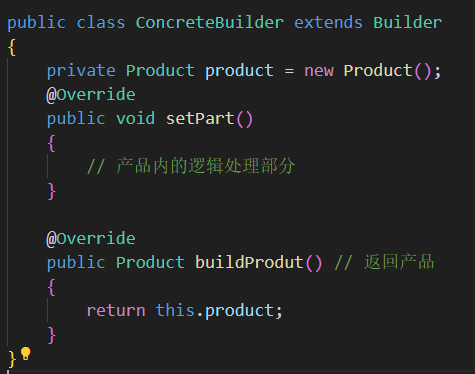 public class ConcreteBuilder extends Builder
{
    private Product product = new Product();
    @Override
    public void setPart()
    {
        // 产品内的逻辑处理部分
    }

    @Override
    public Product buildProdut() // 返回产品
    {
        return this.product;
    }
}